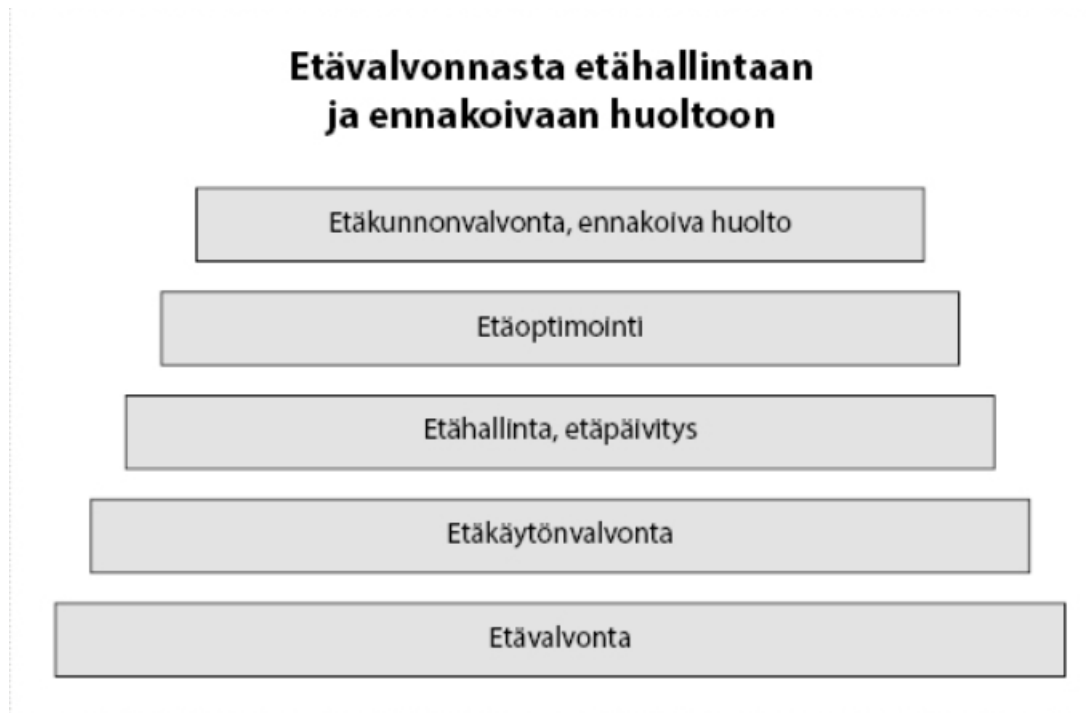 Etävalvonnasta etähallintaan
ja ennakoivaan huoltoon
Etäkunnonvalvonta, ennakoiva huolto
Etäoptimointi
Etähallinta, etäpäivitys
Etäkäytönvalvonta
Etävalvonta